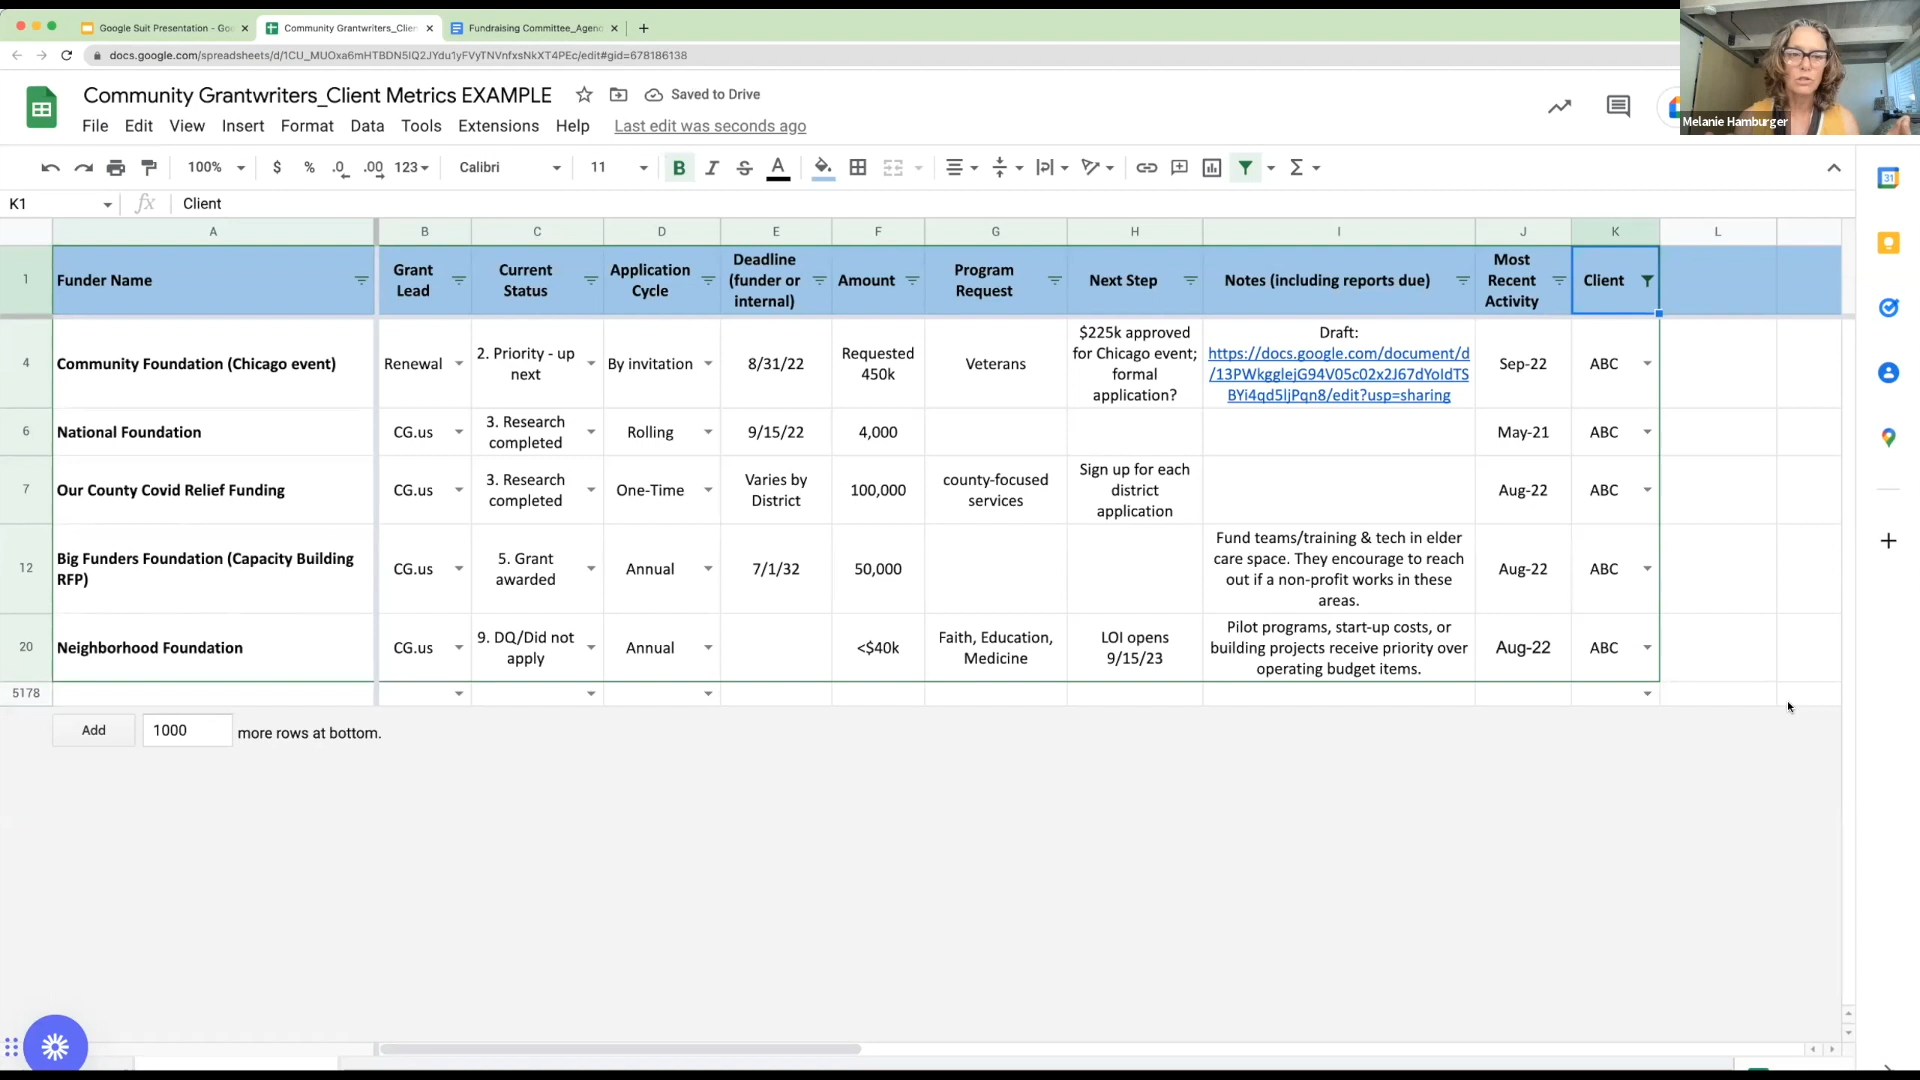 Google Suit Presentation - Goo
Community Grantwriters_Clien
Fundraising Committee_Agend
docs.google.com/spreadsheets/d/1CU_MUOxa6mHTBDN5IQ2JYdu1yFVyTNVnfxsNkXT4PEc/edit#gid=678186138
Community Grantwriters_Client Metrics EXAMPLE
Saved to Drive
File Edit View Insert Format Data Tools Extensions Help Last edit was seconds ago
Melanie Hamburger
100% $ % .0 .00 123 Calibri 11 B I S A
31
K1 fx Client
A B C D E F G H I J K L
1
Funder Name
Grant
Lead
Current
Status
Application
Cycle
Deadline
(funder or
internal)
Amount
Program
Request
Next Step
Notes (including reports due)
Most
Recent
Activity
Client
4
Community Foundation (Chicago event)
Renewal
2. Priority - up
next
By invitation
8/31/22
Requested
450k
Veterans
$225k approved
for Chicago event;
formal
application?
Draft:
https://docs.google.com/document/d
/13PWkgglejG94V05c02x2J67dYoIdTS
BYi4qd5ljPqn8/edit?usp=sharing
Sep-22
ABC
6
National Foundation
CG.us
3. Research
completed
Rolling
9/15/22
4,000
May-21
ABC
7
Our County Covid Relief Funding
CG.us
3. Research
completed
One-Time
Varies by
District
100,000
county-focused
services
Sign up for each
district
application
Aug-22
ABC
12
Big Funders Foundation (Capacity Building
RFP)
CG.us
5. Grant
awarded
Annual
7/1/32
50,000
Fund teams/training & tech in elder
care space. They encourage to reach
out if a non-profit works in these
areas.
Aug-22
ABC
20
Neighborhood Foundation
CG.us
9. DQ/Did not
apply
Annual
<$40k
Faith, Education,
Medicine
LOI opens
9/15/23
Pilot programs, start-up costs, or
building projects receive priority over
operating budget items.
Aug-22
ABC
5178
Add 1000 more rows at bottom.